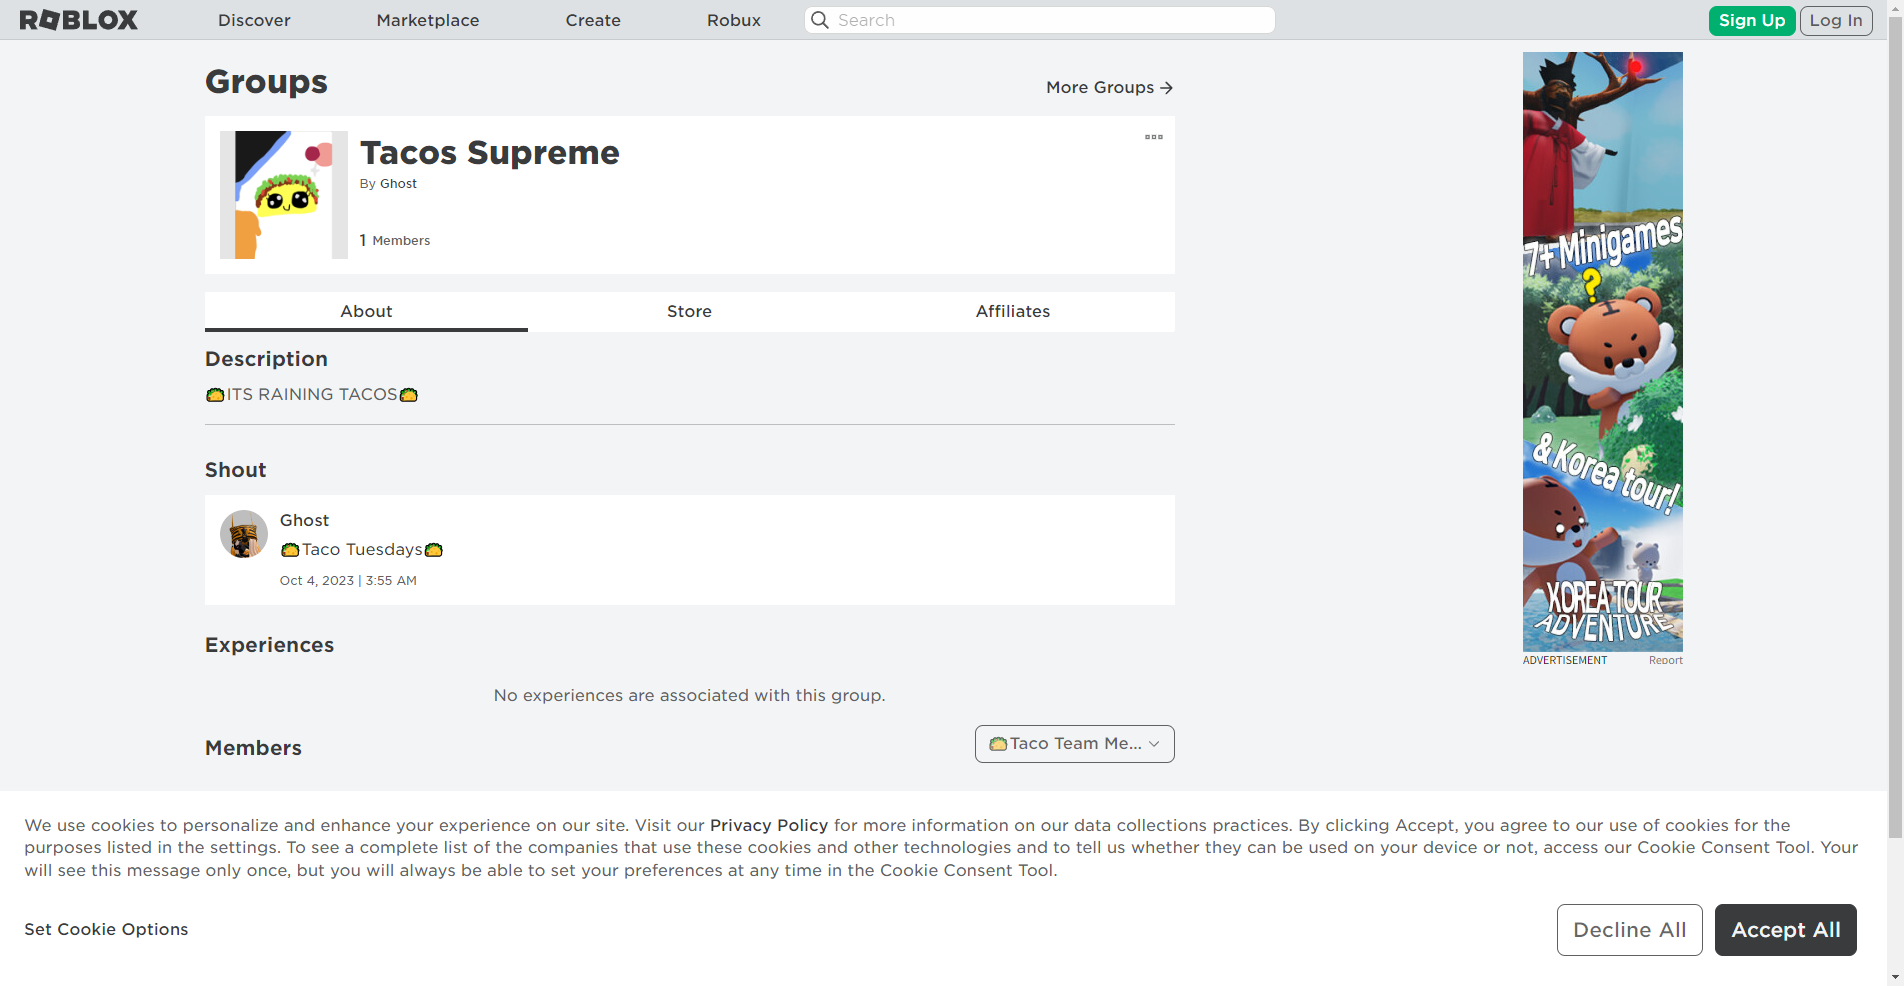 ROBLOX
Discover
Marketplace
Create
Robux
Search
Sign Up
Log In
Groups
More Groups →
Tacos Supreme
By Ghost
1 Members
About
Store
Affiliates
Description
🌮ITS RAINING TACOS🌮
Shout
Ghost
🌮Taco Tuesdays🌮
Oct 4, 2023 | 3:55 AM
Experiences
No experiences are associated with this group.
Members
🌮Taco Team Me...
7+ Minigames
?
& Korea tour!
KOREA TOUR
ADVENTURE
ADVERTISEMENT
Report
We use cookies to personalize and enhance your experience on our site. Visit our Privacy Policy for more information on our data collections practices. By clicking Accept, you agree to our use of cookies for the
purposes listed in the settings. To see a complete list of the companies that use these cookies and other technologies and to tell us whether they can be used on your device or not, access our Cookie Consent Tool. Your
will see this message only once, but you will always be able to set your preferences at any time in the Cookie Consent Tool.
Set Cookie Options
Decline All
Accept All